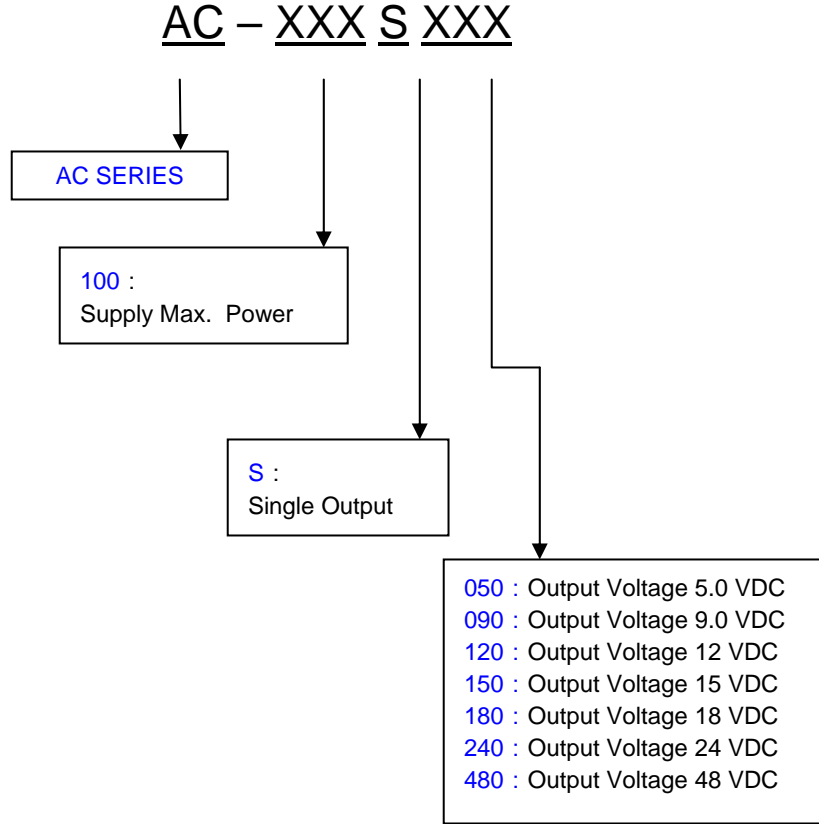 AC – XXX S XXX
AC SERIES
100 :
Supply Max. Power
S :
Single Output
050 : Output Voltage 5.0 VDC
090 : Output Voltage 9.0 VDC
120 : Output Voltage 12 VDC
150 : Output Voltage 15 VDC
180 : Output Voltage 18 VDC
240 : Output Voltage 24 VDC
480 : Output Voltage 48 VDC